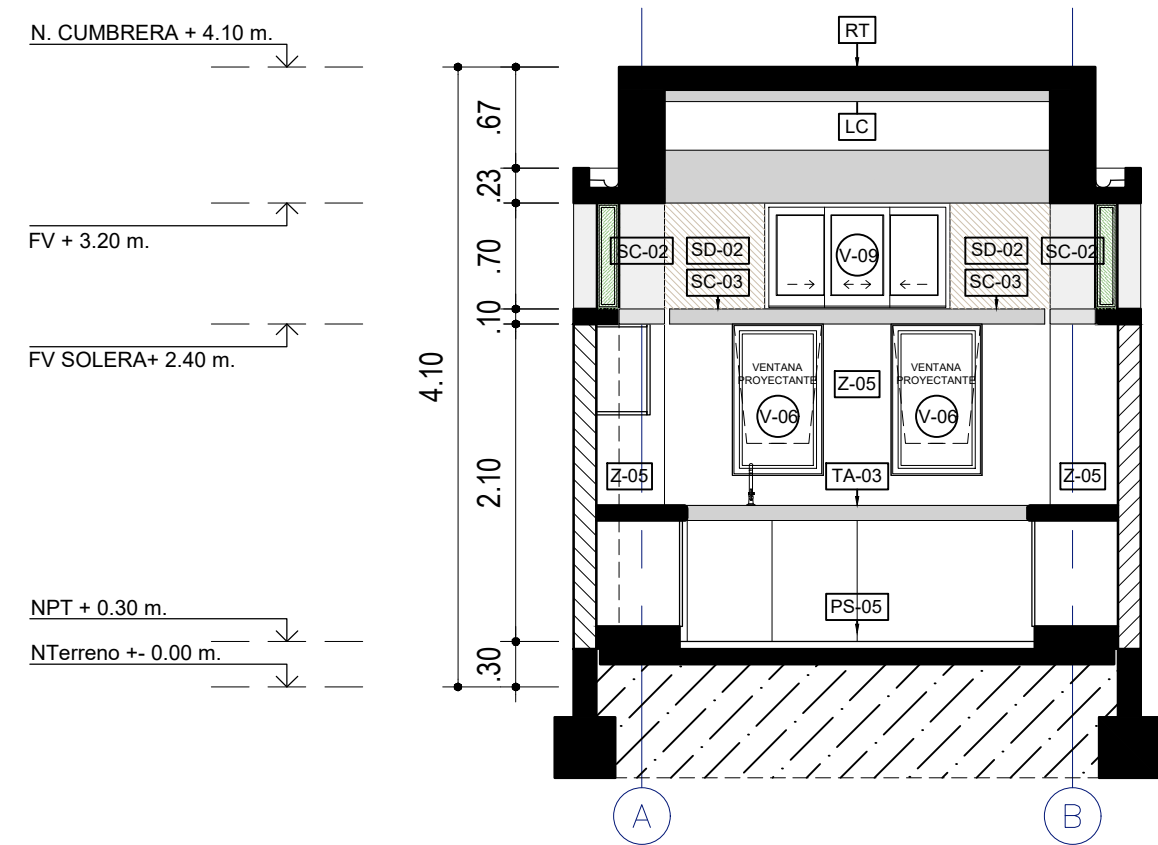 N. CUMBRERA + 4.10 m.
RT
.67
LC
.23
FV + 3.20 m.
.70
SC-02
SD-02
V-09
SD-02
SC-02
SC-03
SC-03
.10
FV SOLERA+ 2.40 m.
4.10
VENTANA
PROYECTANTE
V-06
Z-05
VENTANA
PROYECTANTE
V-06
2.10
Z-05
TA-03
Z-05
NPT + 0.30 m.
PS-05
NTerreno +- 0.00 m.
.30
A
B